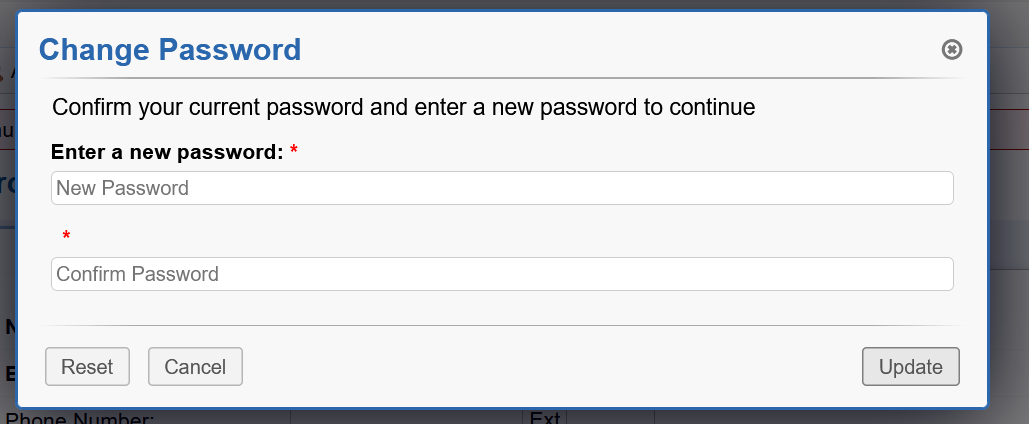 Change Password
Confirm your current password and enter a new password to continue
Enter a new password: *
New Password
*
Confirm Password
Reset Cancel Update
Phone Number: Ext